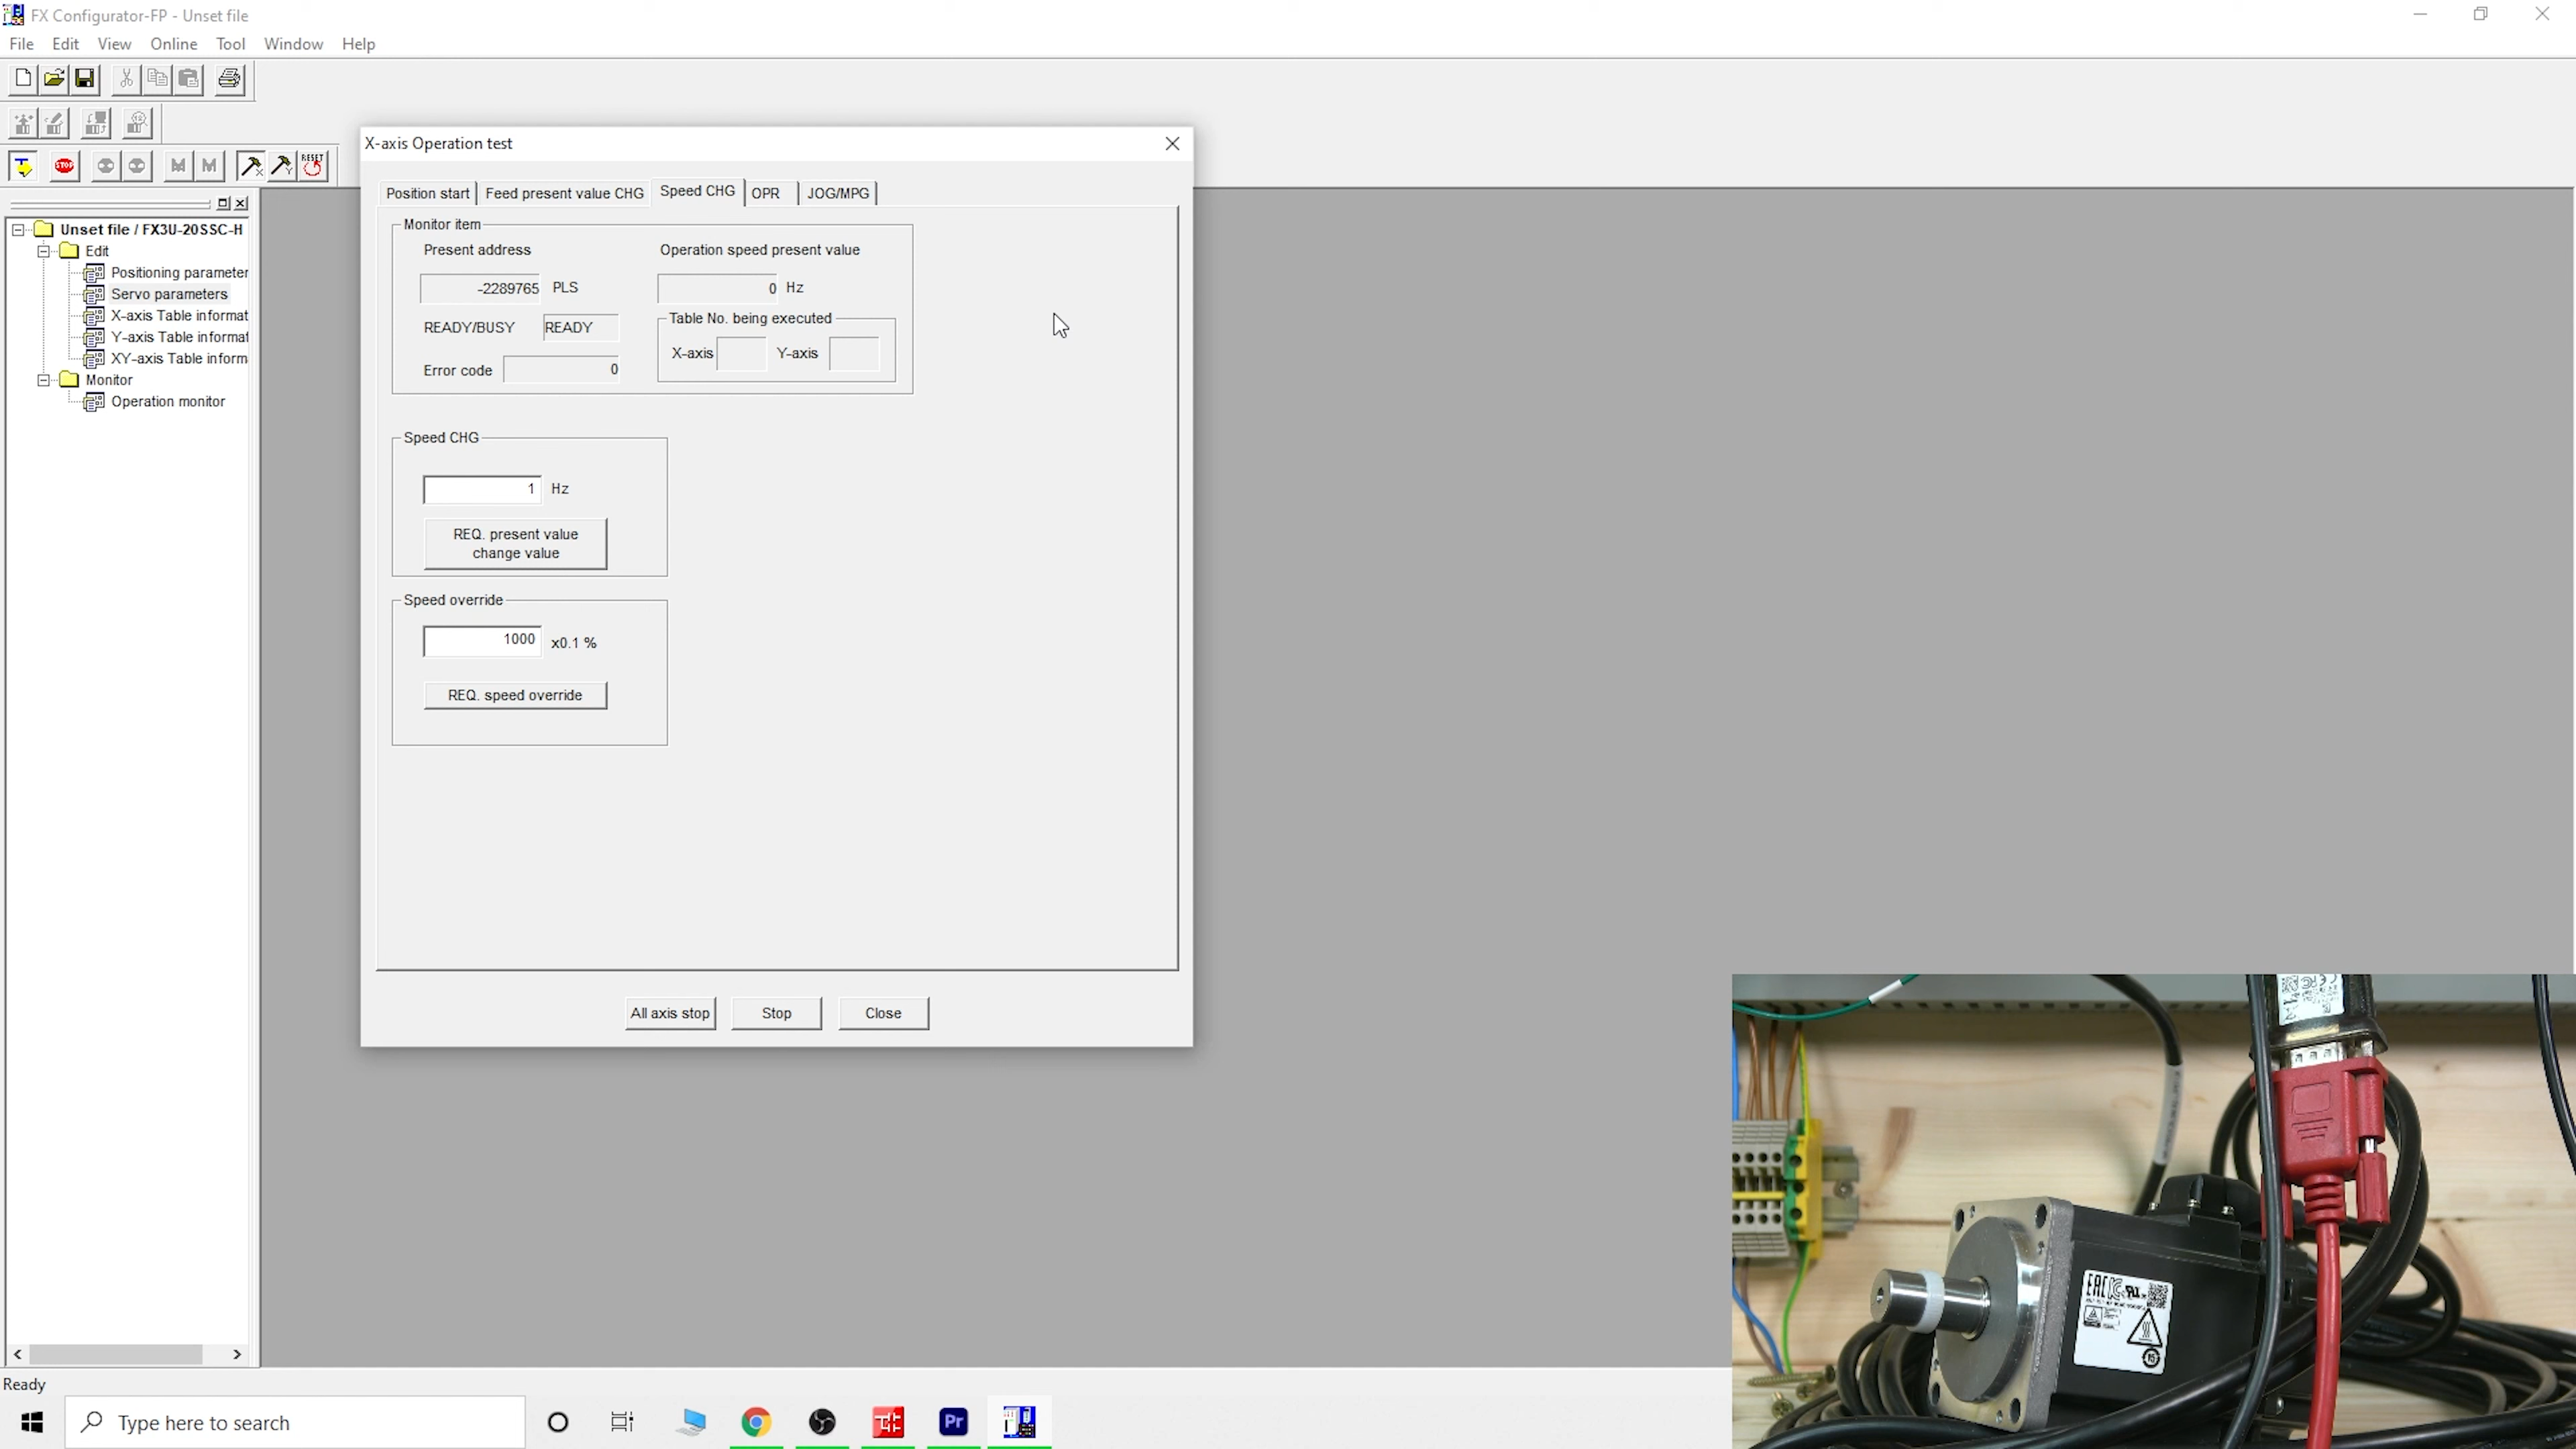 FX Configurator-FP - Unset file
File Edit View Online Tool Window Help
STOP
RESET
X-axis Operation test
Position start Feed present value CHG Speed CHG OPR JOG/MPG
Unset file / FX3U-20SSC-H
Edit
Positioning parameter
Servo parameters
X-axis Table informat
Y-axis Table informat
XY-axis Table inform
Monitor
Operation monitor
Monitor item
Present address Operation speed present value
-2289765 PLS 0 Hz
READY/BUSY READY
Table No. being executed
X-axis Y-axis
Error code 0
Speed CHG
1 Hz
REQ. present value
change value
Speed override
1000 x0.1 %
REQ. speed override
All axis stop Stop Close
Ready
Type here to search
Pr
EAC